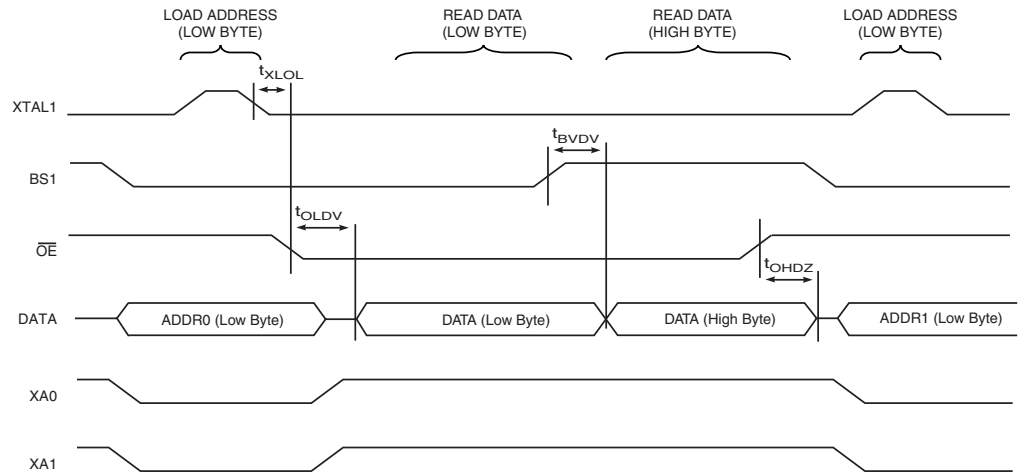 LOAD ADDRESS
(LOW BYTE)
READ DATA
(LOW BYTE)
READ DATA
(HIGH BYTE)
LOAD ADDRESS
(LOW BYTE)
tXLOL
XTAL1
tBVDV
BS1
tOLDV
OE
tOHDZ
DATA
ADDR0 (Low Byte)
DATA (Low Byte)
DATA (High Byte)
ADDR1 (Low Byte)
XA0
XA1